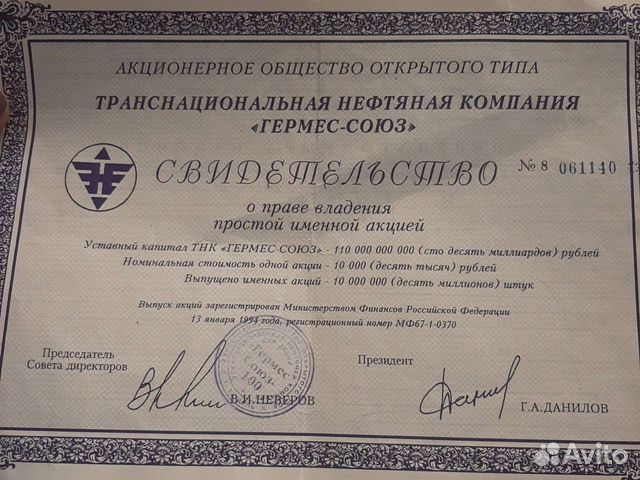 АКЦИОНЕРНОЕ ОБЩЕСТВО ОТКРЫТОГО ТИПА
ТРАНСНАЦИОНАЛЬНАЯ НЕФТЯНАЯ КОМПАНИЯ
«ГЕРМЕС-СОЮЗ»
СВИДЕТЕЛЬСТВО
№ 8 061140
о праве владения
простой именной акцией
Уставный капитал ТНК «ГЕРМЕС-СОЮЗ» - 110 000 000 000 (сто десять миллиардов) рублей
Номинальная стоимость одной акции - 10 000 (десять тысяч) рублей
Выпущено именных акций - 10 000 000 (десять миллионов) штук
Выпуск акций зарегистрирован Министерством Финансов Российской Федерации
13 января 1994 года, регистрационный номер МФ67-1-0370
Председатель
Совета директоров
В.И.НЕВЕРОВ
Гермес
союз-
100
Президент
Г.А.ДАНИЛОВ
Avito